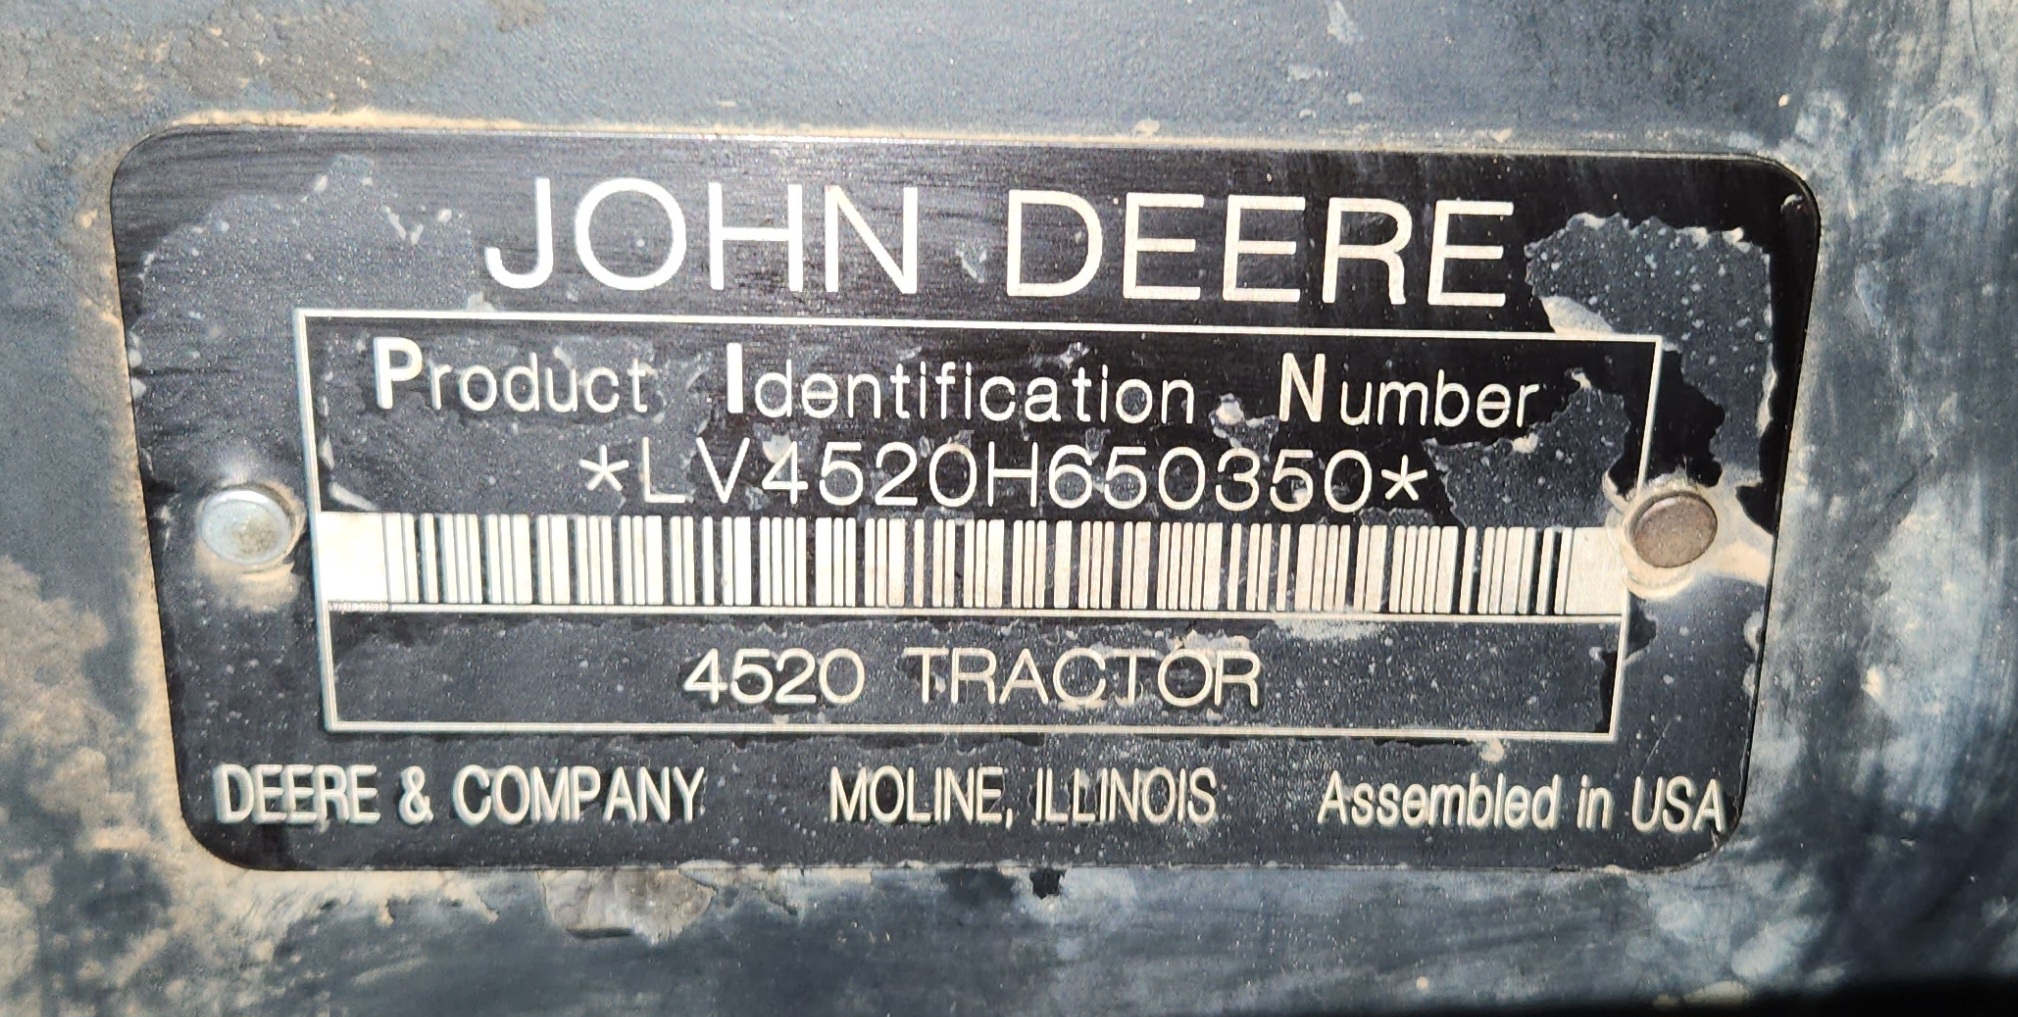 JOHN DEERE
Product Identification Number
*LV4520H650350*
4520 TRACTOR
DEERE & COMPANY MOLINE, ILLINOIS Assembled in USA